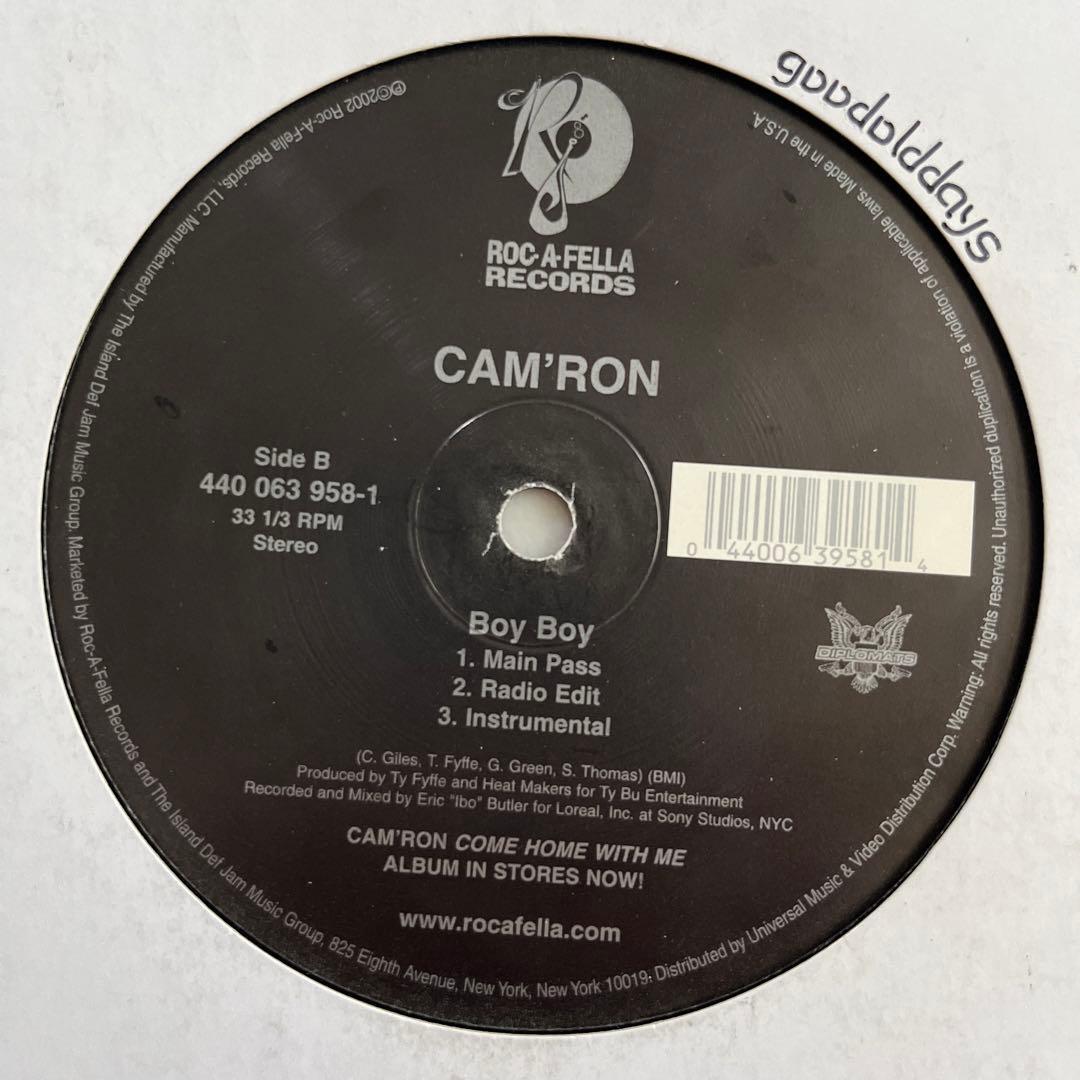 ROC-A-FELLA
RECORDS
CAM'RON
Side B
440 063 958-1
33 1/3 RPM
Stereo
0 44006 39581 4
DIPLOMATS
Boy Boy
1. Main Pass
2. Radio Edit
3. Instrumental
(C. Giles, T. Fyffe, G. Green, S. Thomas) (BMI)
Produced by Ty Fyffe and Heat Makers for Ty Bu Entertainment
Recorded and Mixed by Eric "Ibo" Butler for Loreal, Inc. at Sony Studios, NYC
CAM'RON COME HOME WITH ME
ALBUM IN STORES NOW!
www.rocafella.com
℗©2002 Roc-A-Fella Records, LLC. Manufactured by The Island Def Jam Music Group. Marketed by Roc-A-Fella Records and The Island Def Jam Music Group, 825 Eighth Avenue, New York, New York 10019. Distributed by Universal Music & Video Distribution Corp. Warning: All rights reserved. Unauthorized duplication is a violation of applicable laws. Made in the U.S.A.